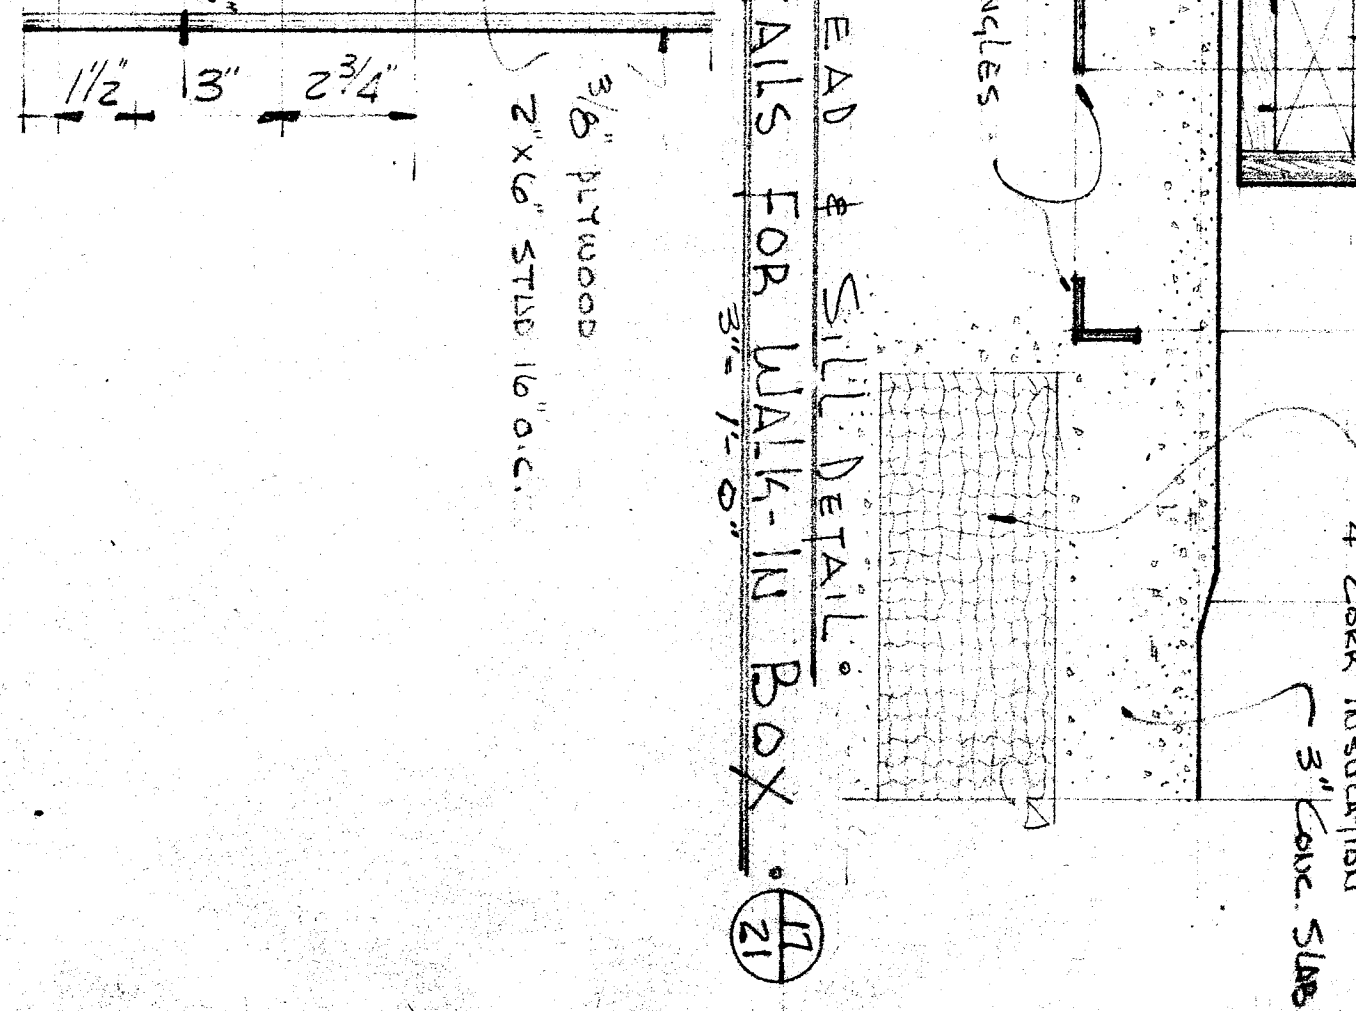 1½" 3" 2¾"
3/8" PLYWOOD
2"x6" STUD 16" O.C.
EAD & SILL DETAIL.
AILS FOR WALK-IN BOX.
3"= 1'-0"
17
21
NGLES
4 CORK INSULATION
3" CONC. SLAB